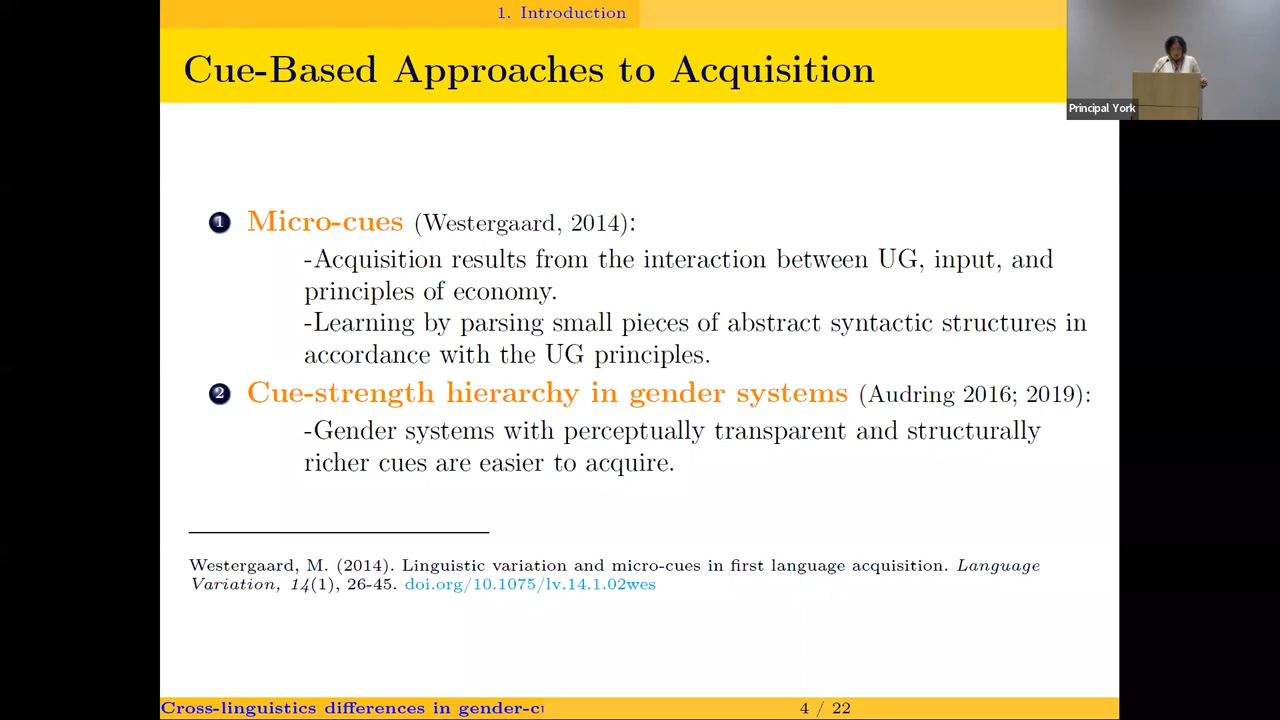 1. Introduction
Cue-Based Approaches to Acquisition
Principal York
1 Micro-cues (Westergaard, 2014):
-Acquisition results from the interaction between UG, input, and
principles of economy.
-Learning by parsing small pieces of abstract syntactic structures in
accordance with the UG principles.
2 Cue-strength hierarchy in gender systems (Audring 2016; 2019):
-Gender systems with perceptually transparent and structurally
richer cues are easier to acquire.
Westergaard, M. (2014). Linguistic variation and micro-cues in first language acquisition. Language
Variation, 14(1), 26-45. doi.org/10.1075/lv.14.1.02wes
Cross-linguistics differences in
4 / 22